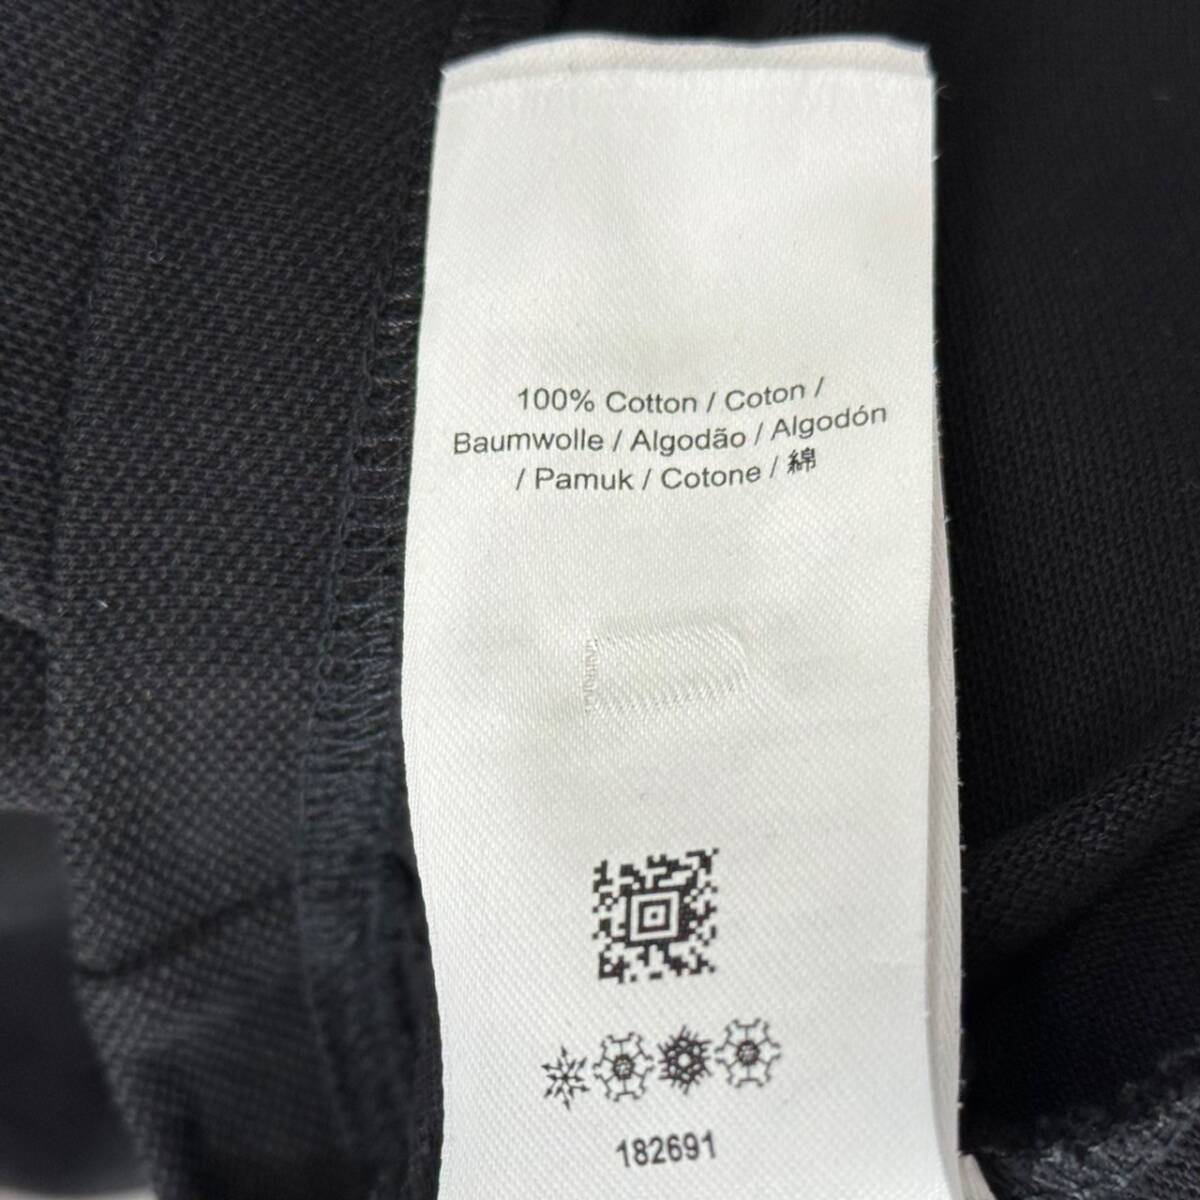 100% Cotton / Coton /
Baumwolle / Algodão / Algodón
/ Pamuk / Cotone / 綿
182691